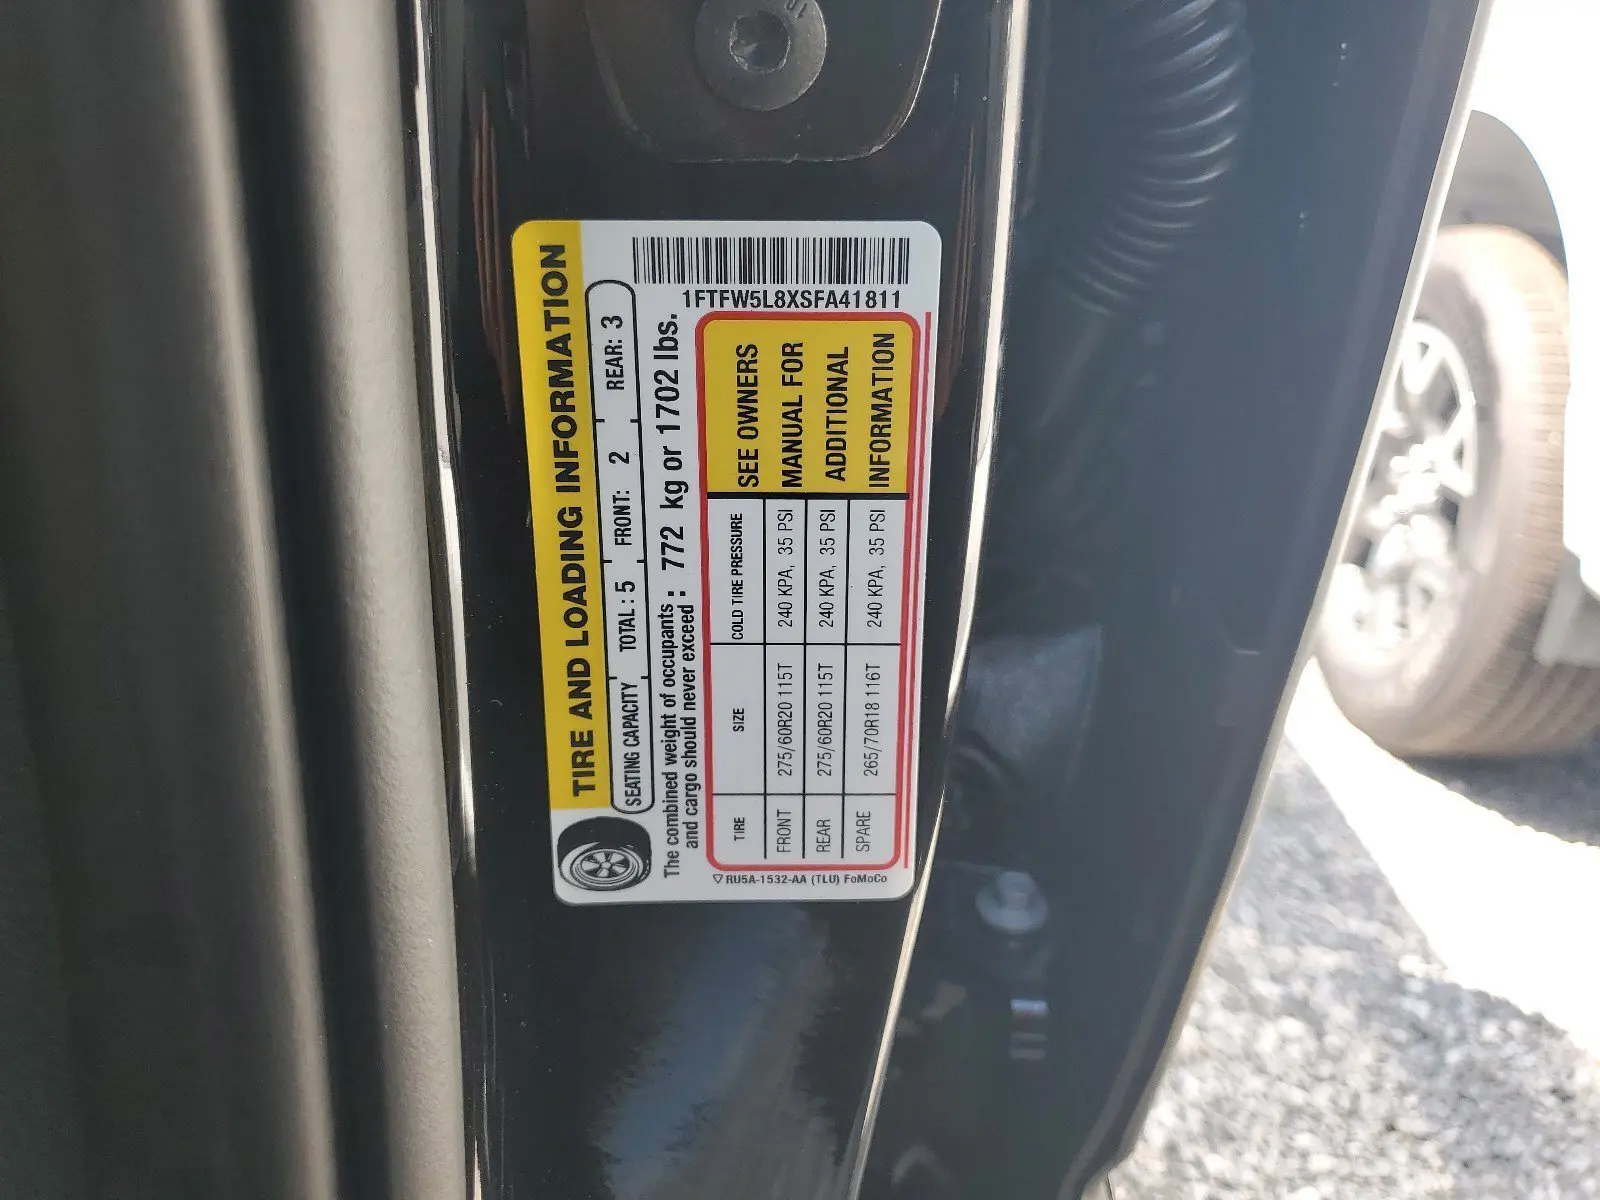 TIRE AND LOADING INFORMATION
SEATING CAPACITY TOTAL : 5 FRONT: 2 REAR: 3
The combined weight of occupants
and cargo should never exceed : 772 kg or 1702 lbs.
1FTFW5L8XSFA41811
TIRE SIZE COLD TIRE PRESSURE
FRONT 275/60R20 115T 240 KPA, 35 PSI
REAR 275/60R20 115T 240 KPA, 35 PSI
SPARE 265/70R18 116T 240 KPA, 35 PSI
SEE OWNERS
MANUAL FOR
ADDITIONAL
INFORMATION
RU5A-1532-AA (TLU) FoMoCo